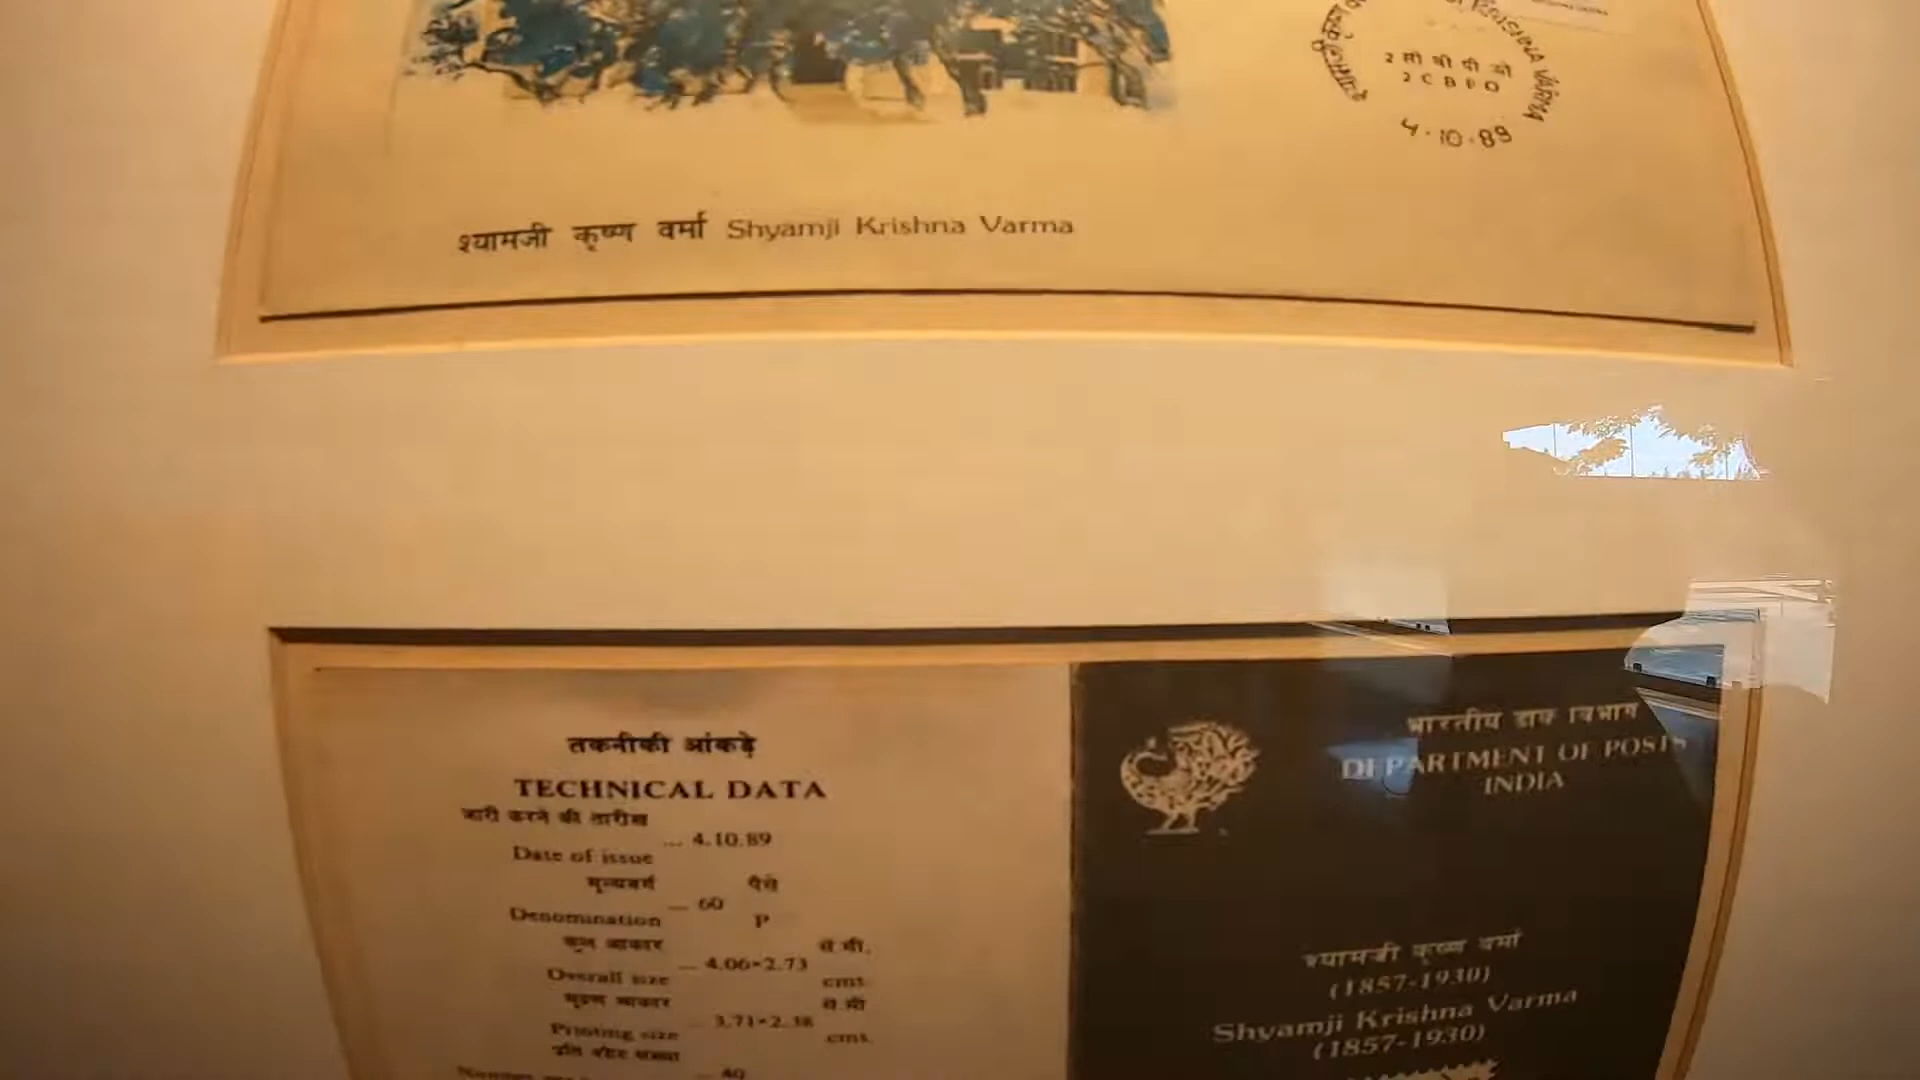 VARMA
2 सी बी पी ओ
2 C B P O
4.10.89
श्यामजी कृष्ण वर्मा Shyamji Krishna Varma
तकनीकी आंकड़े
TECHNICAL DATA
जारी करने की तारीख
... 4.10.89
Date of issue
मूल्यवर्ग पैसे
... 60
Denomination P
कुल आकार से.मी.
... 4.06×2.73
Overall size cms.
मुद्रण आकार से.मी.
... 3.71×2.38
Printing size cms.
... 40
भारतीय डाक विभाग
DEPARTMENT OF POSTS
INDIA
श्यामजी कृष्ण वर्मा
(1857-1930)
Shyamji Krishna Varma
(1857-1930)